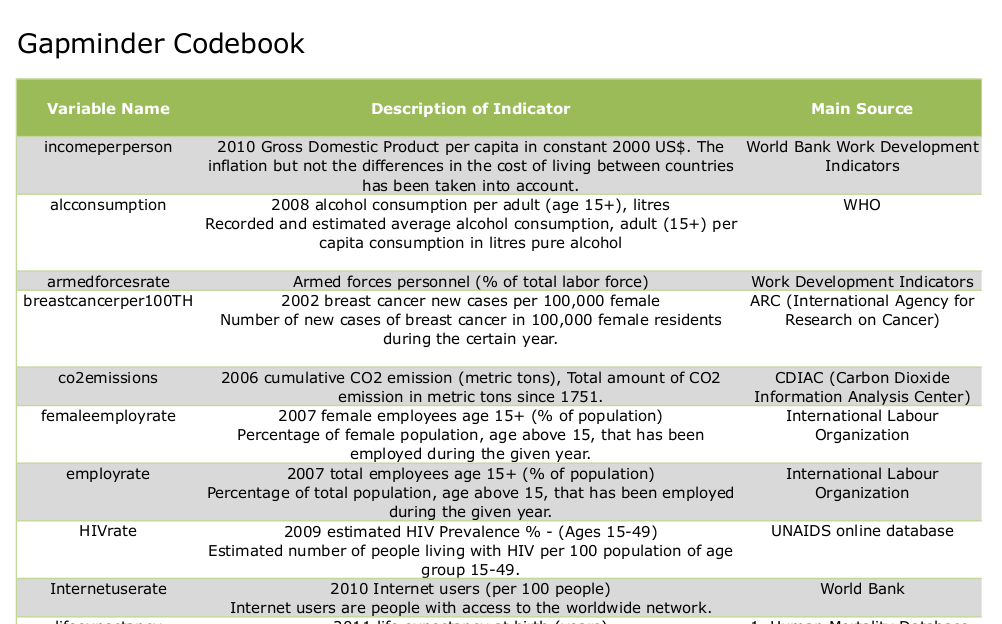 Gapminder Codebook
Variable Name Description of Indicator Main Source
incomeperperson 2010 Gross Domestic Product per capita in constant 2000 US$. The World Bank Work Development
inflation but not the differences in the cost of living between countries Indicators
has been taken into account.
alcconsumption 2008 alcohol consumption per adult (age 15+), litres WHO
Recorded and estimated average alcohol consumption, adult (15+) per
capita consumption in litres pure alcohol
armedforcesrate Armed forces personnel (% of total labor force) Work Development Indicators
breastcancerper100TH 2002 breast cancer new cases per 100,000 female ARC (International Agency for
Number of new cases of breast cancer in 100,000 female residents Research on Cancer)
during the certain year.
co2emissions 2006 cumulative CO2 emission (metric tons), Total amount of CO2 CDIAC (Carbon Dioxide
emission in metric tons since 1751. Information Analysis Center)
femaleemployrate 2007 female employees age 15+ (% of population) International Labour
Percentage of female population, age above 15, that has been Organization
employed during the given year.
employrate 2007 total employees age 15+ (% of population) International Labour
Percentage of total population, age above 15, that has been employed Organization
during the given year.
HIVrate 2009 estimated HIV Prevalence % - (Ages 15-49) UNAIDS online database
Estimated number of people living with HIV per 100 population of age
group 15-49.
Internetuserate 2010 Internet users (per 100 people) World Bank
Internet users are people with access to the worldwide network.
lifeexpectancy 2011 life expectancy at birth (years) 1. Human Mortality Database